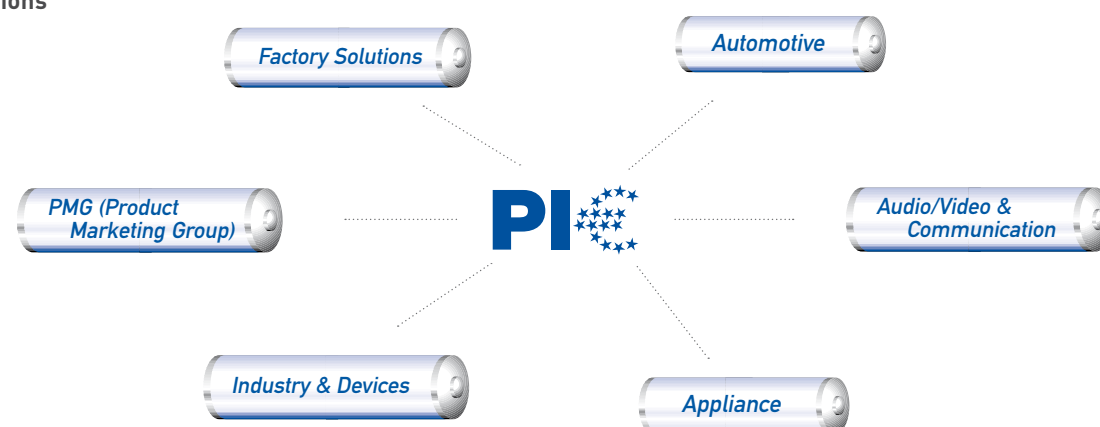 ions
Factory Solutions
Automotive
PMG (Product
Marketing Group)
PI€
Audio/Video &
Communication
Industry & Devices
Appliance